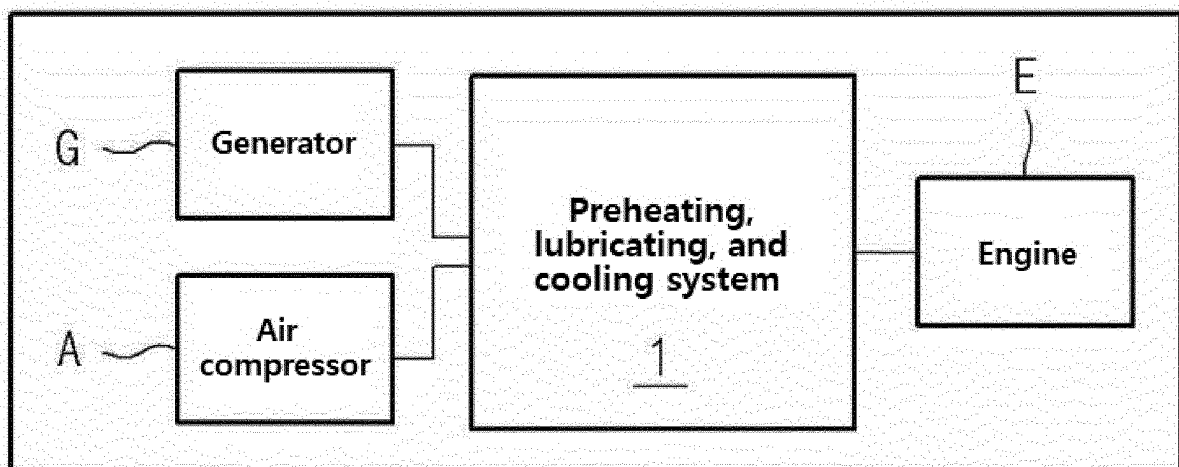 G
Generator
A
Air
compressor
Preheating,
lubricating, and
cooling system
1
E
Engine